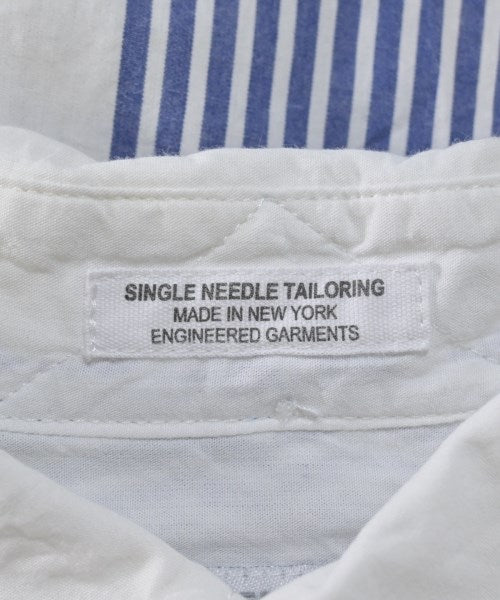 SINGLE NEEDLE TAILORING
MADE IN NEW YORK
ENGINEERED GARMENTS